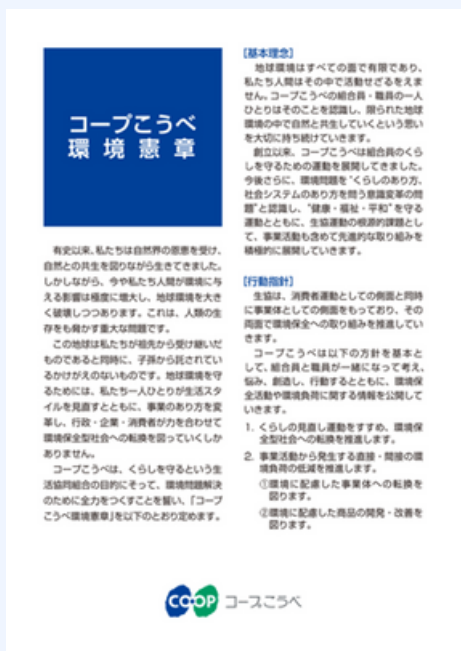 コープこうべ
環境憲章
有史以来、私たちは自然界の恩恵を受け、
自然との共生を図りながら生きてきました。
しかしながら、今や私たち人間が環境に与
える影響は極度に増大し、地球環境を大き
く破壊しつつあります。これは、人類の生
存をも脅かす重大な問題です。
この地球は私たちが祖先から受け継いだ
ものであると同時に、子孫から託されてい
るかけがえのないものです。地球環境を守
るためには、私たち一人ひとりが生活スタ
イルを見直すとともに、事業のあり方を変
革し、行政・企業・消費者が力を合わせて
環境保全型社会への転換を図っていくしか
ありません。
コープこうべは、くらしを守るという生
活協同組合の目的にそって、環境問題解決
のために全力をつくすことを誓い、「コープ
こうべ環境憲章」を以下のとおり定めます。
[基本理念]
地球環境はすべての面で有限であり、
私たち人間はその中で活動せざるをえま
せん。コープこうべの組合員・職員の一人
ひとりはそのことを認識し、限られた地球
環境の中で自然と共生していくという思い
を大切に持ち続けていきます。
創立以来、コープこうべは組合員のくら
しを守るための運動を展開してきました。
今後さらに、環境問題を"くらしのあり方、
社会システムのあり方を問う意識変革の問
題"と認識し、"健康・福祉・平和"を守る
運動とともに、生協運動の根源的課題とし
て、事業活動も含めて先進的な取り組みを
積極的に展開していきます。
[行動指針]
生協は、消費者運動としての側面と同時
に事業体としての側面をもっており、その
両面で環境保全への取り組みを推進してい
きます。
コープこうべは以下の方針を基本と
して、組合員と職員が一緒になって考え、
悩み、創造し、行動するとともに、環境保
全活動や環境負荷に関する情報を公開して
いきます。
1. くらしの見直し運動をすすめ、環境保
全型社会への転換を推進します。
2. 事業活動から発生する直接・間接の環
境負荷の低減を推進します。
①環境に配慮した事業体への転換を
図ります。
②環境に配慮した商品の開発・改善を
図ります。
COOP コープこうべ